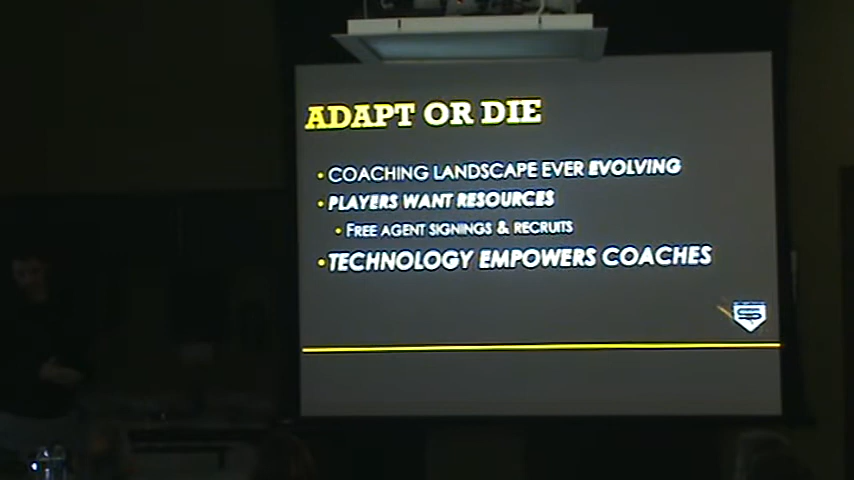 ADAPT OR DIE
• COACHING LANDSCAPE EVER EVOLVING
• PLAYERS WANT RESOURCES
• FREE AGENT SIGNINGS & RECRUITS
• TECHNOLOGY EMPOWERS COACHES